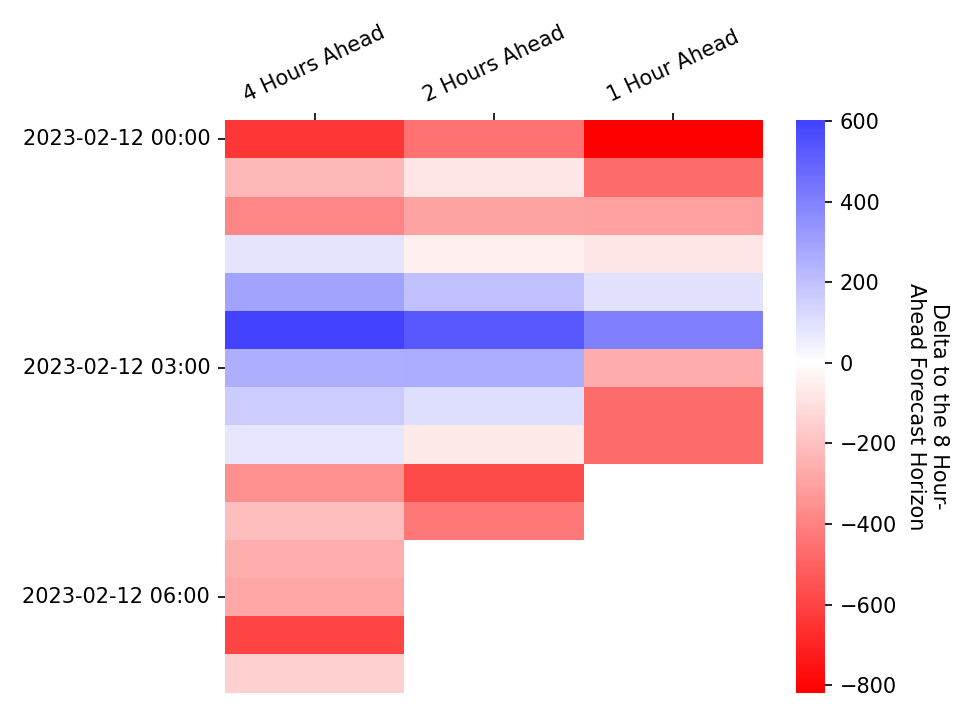 4 Hours Ahead
2 Hours Ahead
1 Hour Ahead
2023-02-12 00:00
2023-02-12 03:00
2023-02-12 06:00
600
400
200
0
−200
−400
−600
−800
Delta to the 8 Hour-
Ahead Forecast Horizon